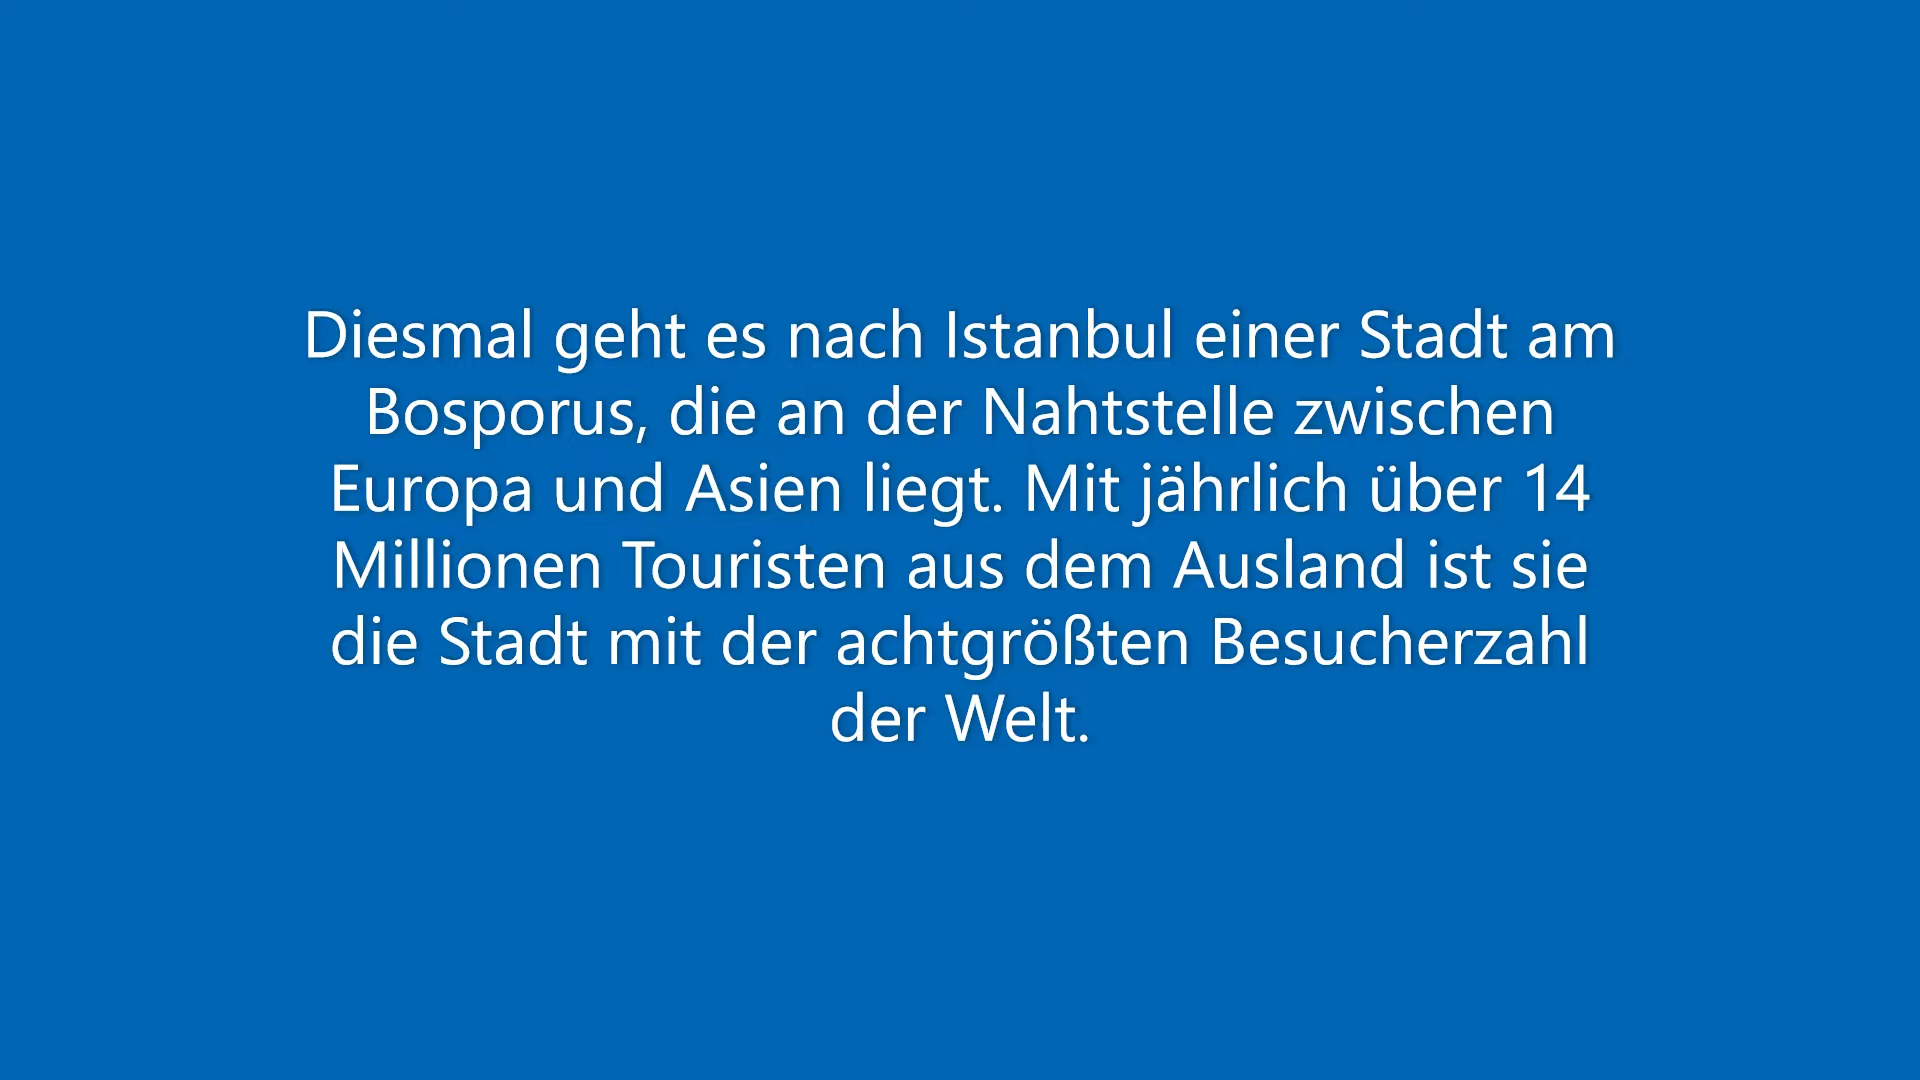 Diesmal geht es nach Istanbul einer Stadt am
Bosporus, die an der Nahtstelle zwischen
Europa und Asien liegt. Mit jährlich über 14
Millionen Touristen aus dem Ausland ist sie
die Stadt mit der achtgrößten Besucherzahl
der Welt.